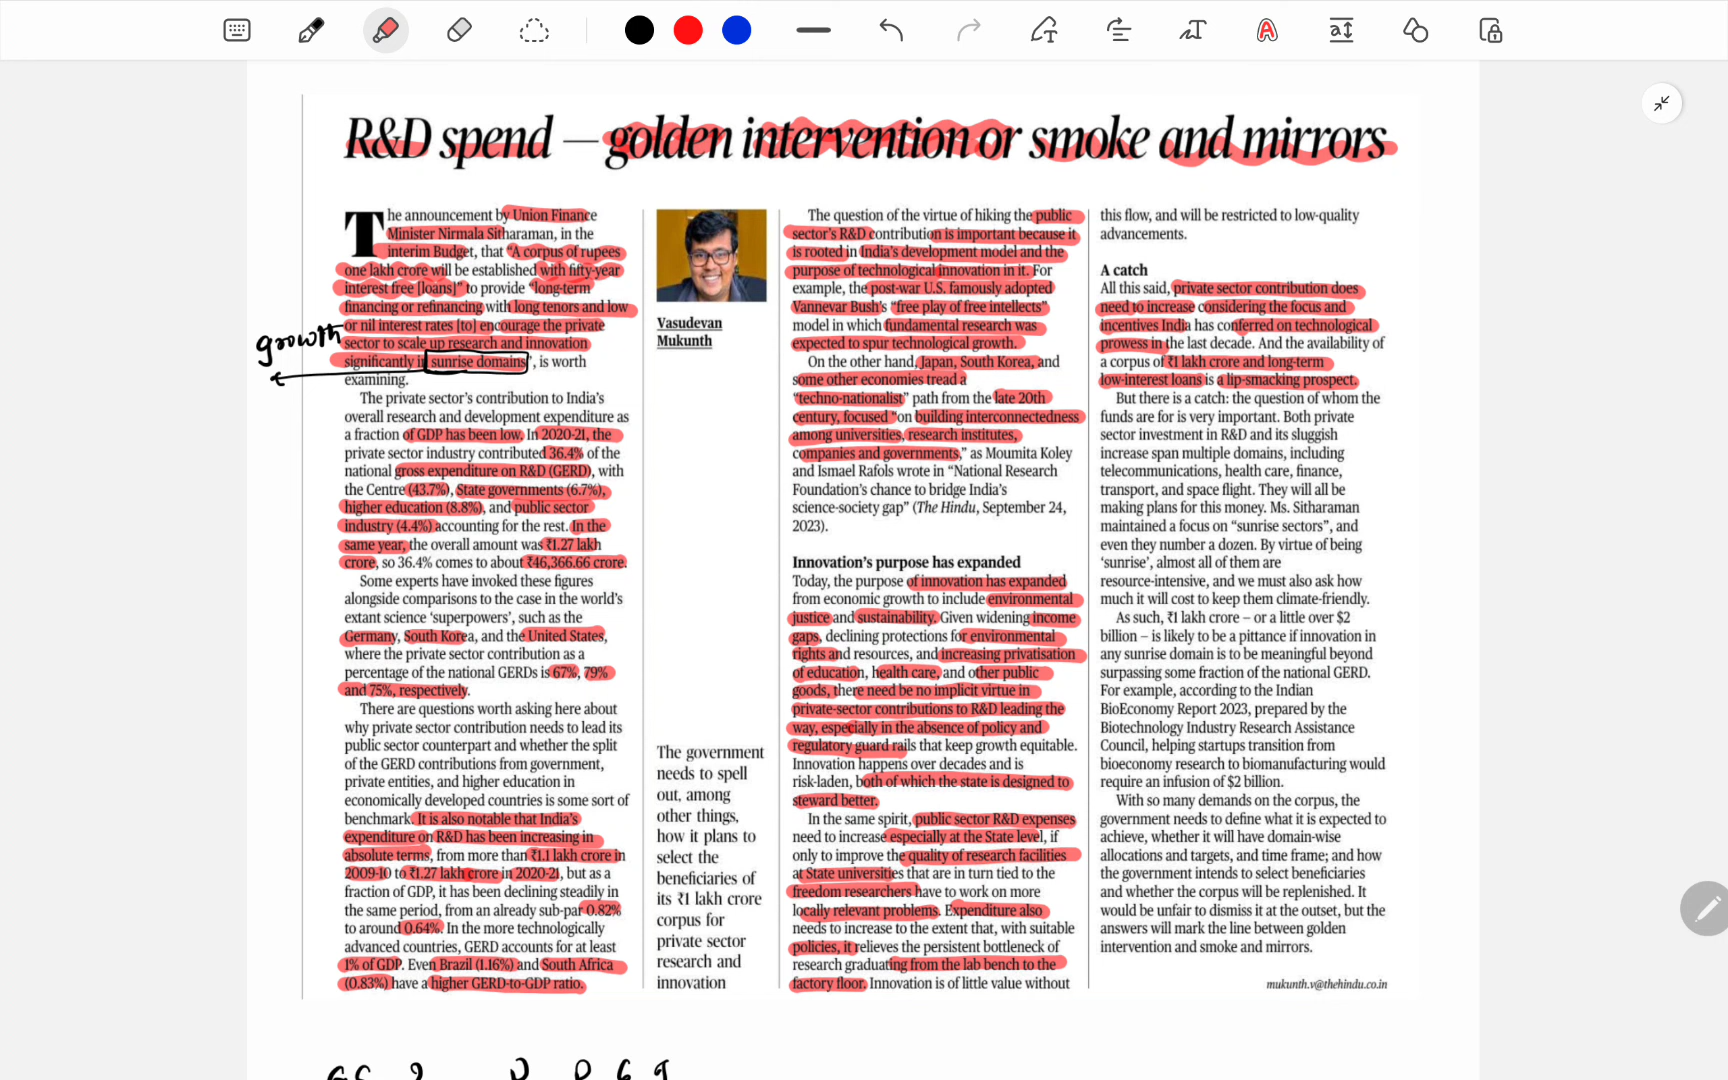 R&D spend — golden intervention or smoke and mirrors
The announcement by Union Finance
Minister Nirmala Sitharaman, in the
interim Budget, that “A corpus of rupees
one lakh crore will be established with fifty-year
interest free [loans]” to provide “long-term
financing or refinancing with long tenors and low
or nil interest rates [to] encourage the private
sector to scale up research and innovation
significantly in sunrise domains”, is worth
examining.
growth
The private sector’s contribution to India’s
overall research and development expenditure as
a fraction of GDP has been low. In 2020-21, the
private sector industry contributed 36.4% of the
national gross expenditure on R&D (GERD), with
the Centre (43.7%), State governments (6.7%),
higher education (8.8%), and public sector
industry (4.4%) accounting for the rest. In the
same year, the overall amount was ₹1.27 lakh
crore, so 36.4% comes to about ₹46,366.66 crore.
Some experts have invoked these figures
alongside comparisons to the case in the world’s
extant science ‘superpowers’, such as the
Germany, South Korea, and the United States,
where the private sector contribution as a
percentage of the national GERDs is 67%, 79%
and 75%, respectively.
There are questions worth asking here about
why private sector contribution needs to lead its
public sector counterpart and whether the split
of the GERD contributions from government,
private entities, and higher education in
economically developed countries is some sort of
benchmark. It is also notable that India’s
expenditure on R&D has been increasing in
absolute terms, from more than ₹1.1 lakh crore in
2009-10 to ₹1.27 lakh crore in 2020-21, but as a
fraction of GDP, it has been declining steadily in
the same period, from an already sub-par 0.82%
to around 0.64%. In the more technologically
advanced countries, GERD accounts for at least
1% of GDP. Even Brazil (1.16%) and South Africa
(0.83%) have a higher GERD-to-GDP ratio.
Vasudevan
Mukunth
The government
needs to spell
out, among
other things,
how it plans to
select the
beneficiaries of
its ₹1 lakh crore
corpus for
private sector
research and
innovation
The question of the virtue of hiking the public
sector’s R&D contribution is important because it
is rooted in India’s development model and the
purpose of technological innovation in it. For
example, the post-war U.S. famously adopted
Vannevar Bush’s “free play of free intellects”
model in which fundamental research was
expected to spur technological growth.
On the other hand, Japan, South Korea, and
some other economies tread a
“techno-nationalist” path from the late 20th
century, focused “on building interconnectedness
among universities, research institutes,
companies and governments,” as Moumita Koley
and Ismael Rafols wrote in “National Research
Foundation’s chance to bridge India’s
science-society gap” (The Hindu, September 24,
2023).
Innovation’s purpose has expanded
Today, the purpose of innovation has expanded
from economic growth to include environmental
justice and sustainability. Given widening income
gaps, declining protections for environmental
rights and resources, and increasing privatisation
of education, health care, and other public
goods, there need be no implicit virtue in
private-sector contributions to R&D leading the
way, especially in the absence of policy and
regulatory guard rails that keep growth equitable.
Innovation happens over decades and is
risk-laden, both of which the state is designed to
steward better.
In the same spirit, public sector R&D expenses
need to increase especially at the State level, if
only to improve the quality of research facilities
at State universities that are in turn tied to the
freedom researchers have to work on more
locally relevant problems. Expenditure also
needs to increase to the extent that, with suitable
policies, it relieves the persistent bottleneck of
research graduating from the lab bench to the
factory floor. Innovation is of little value without
this flow, and will be restricted to low-quality
advancements.
A catch
All this said, private sector contribution does
need to increase considering the focus and
incentives India has conferred on technological
prowess in the last decade. And the availability of
a corpus of ₹1 lakh crore and long-term
low-interest loans is a lip-smacking prospect.
But there is a catch: the question of whom the
funds are for is very important. Both private
sector investment in R&D and its sluggish
increase span multiple domains, including
telecommunications, health care, finance,
transport, and space flight. They will all be
making plans for this money. Ms. Sitharaman
maintained a focus on “sunrise sectors”, and
even they number a dozen. By virtue of being
‘sunrise’, almost all of them are
resource-intensive, and we must also ask how
much it will cost to keep them climate-friendly.
As such, ₹1 lakh crore – or a little over $2
billion – is likely to be a pittance if innovation in
any sunrise domain is to be meaningful beyond
surpassing some fraction of the national GERD.
For example, according to the Indian
BioEconomy Report 2023, prepared by the
Biotechnology Industry Research Assistance
Council, helping startups transition from
bioeconomy research to biomanufacturing would
require an infusion of $2 billion.
With so many demands on the corpus, the
government needs to define what it is expected to
achieve, whether it will have domain-wise
allocations and targets, and time frame; and how
the government intends to select beneficiaries
and whether the corpus will be replenished. It
would be unfair to dismiss it at the outset, but the
answers will mark the line between golden
intervention and smoke and mirrors.
mukunth.v@thehindu.co.in